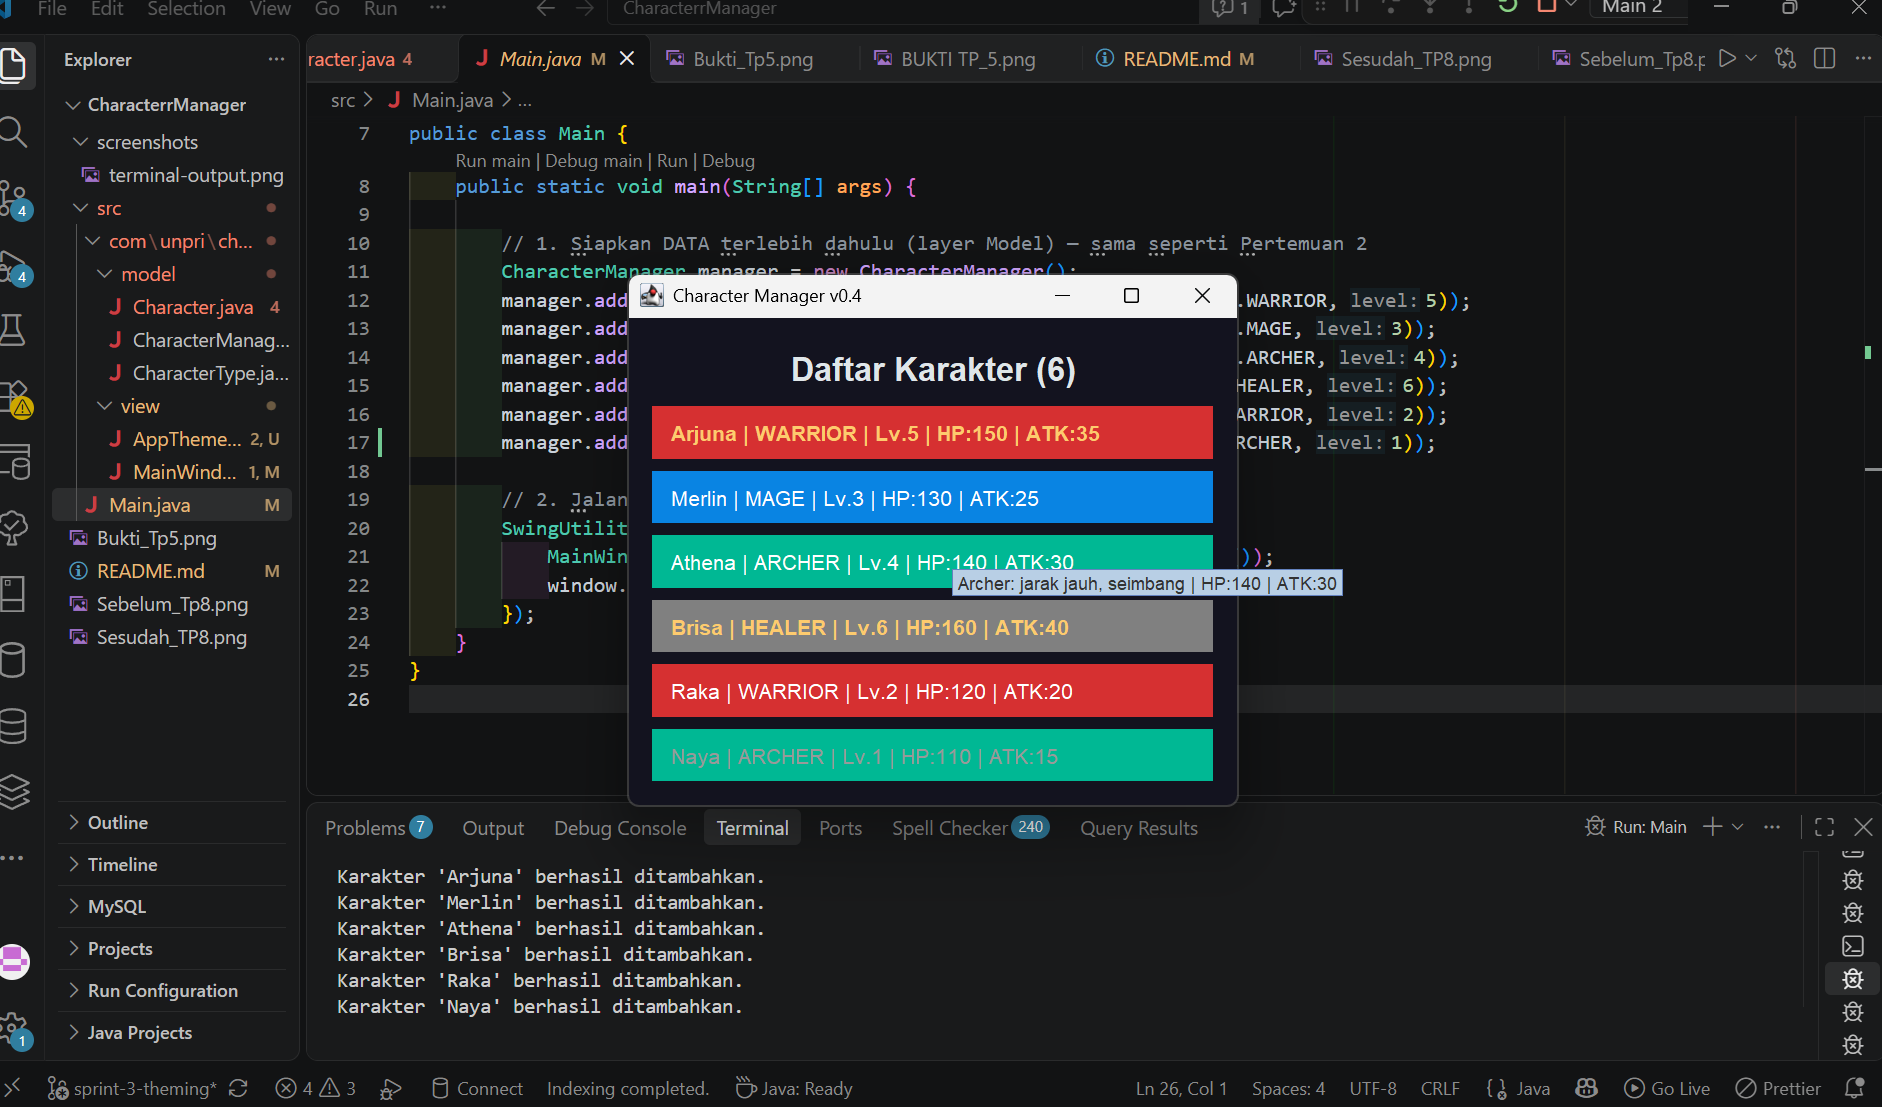 File Edit Selection View Go Run ··· CharacterrManager 1 Main 2
Explorer ···
racter.java 4 Main.java M Bukti_Tp5.png BUKTI TP_5.png README.md M Sesudah_TP8.png Sebelum_Tp8.p
src > Main.java > ...
CharacterrManager
screenshots
terminal-output.png
src
com\unpri\ch...
model
Character.java 4
CharacterManag...
CharacterType.ja...
view
AppTheme... 2, U
MainWind... 1, M
Main.java M
Bukti_Tp5.png
README.md M
Sebelum_Tp8.png
Sesudah_TP8.png
Outline
Timeline
MySQL
Projects
Run Configuration
Java Projects
4
4
1
7 public class Main {
Run main | Debug main | Run | Debug
8 public static void main(String[] args) {
9
10 // 1. Siapkan DATA terlebih dahulu (layer Model) — sama seperti Pertemuan 2
11 CharacterManager manager = new CharacterManager();
12 manager.add .WARRIOR, level: 5));
13 manager.add .MAGE, level: 3));
14 manager.add .ARCHER, level: 4));
15 manager.add HEALER, level: 6));
16 manager.add ARRIOR, level: 2));
17 manager.add RCHER, level: 1));
18
19 // 2. Jalan
20 SwingUtilit
21 MainWin ));
22 window.
23 });
24 }
25 }
26
Character Manager v0.4
Daftar Karakter (6)
Arjuna | WARRIOR | Lv.5 | HP:150 | ATK:35
Merlin | MAGE | Lv.3 | HP:130 | ATK:25
Athena | ARCHER | Lv.4 | HP:140 | ATK:30
Archer: jarak jauh, seimbang | HP:140 | ATK:30
Brisa | HEALER | Lv.6 | HP:160 | ATK:40
Raka | WARRIOR | Lv.2 | HP:120 | ATK:20
Naya | ARCHER | Lv.1 | HP:110 | ATK:15
Problems 7 Output Debug Console Terminal Ports Spell Checker 240 Query Results Run: Main
Karakter 'Arjuna' berhasil ditambahkan.
Karakter 'Merlin' berhasil ditambahkan.
Karakter 'Athena' berhasil ditambahkan.
Karakter 'Brisa' berhasil ditambahkan.
Karakter 'Raka' berhasil ditambahkan.
Karakter 'Naya' berhasil ditambahkan.
sprint-3-theming* 4 3 Connect Indexing completed. Java: Ready Ln 26, Col 1 Spaces: 4 UTF-8 CRLF Java Go Live Prettier